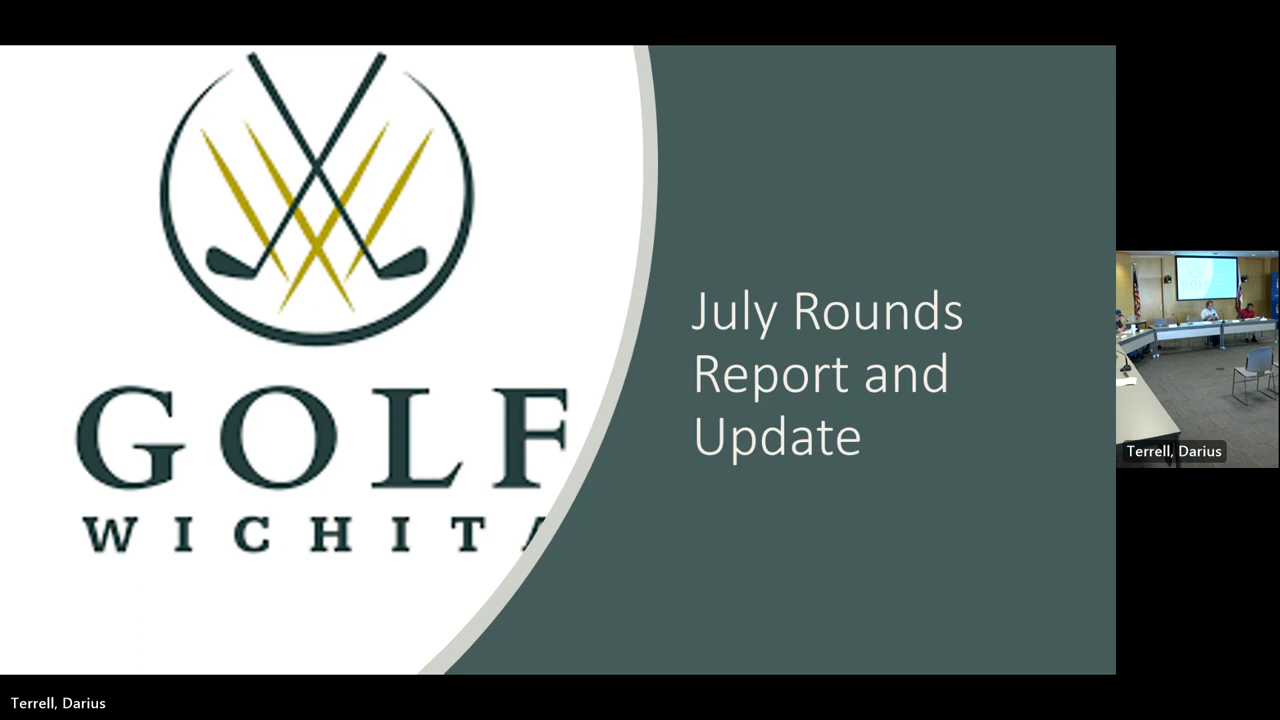 GOLF
WICHITA
July Rounds
Report and
Update
Terrell, Darius
Terrell, Darius